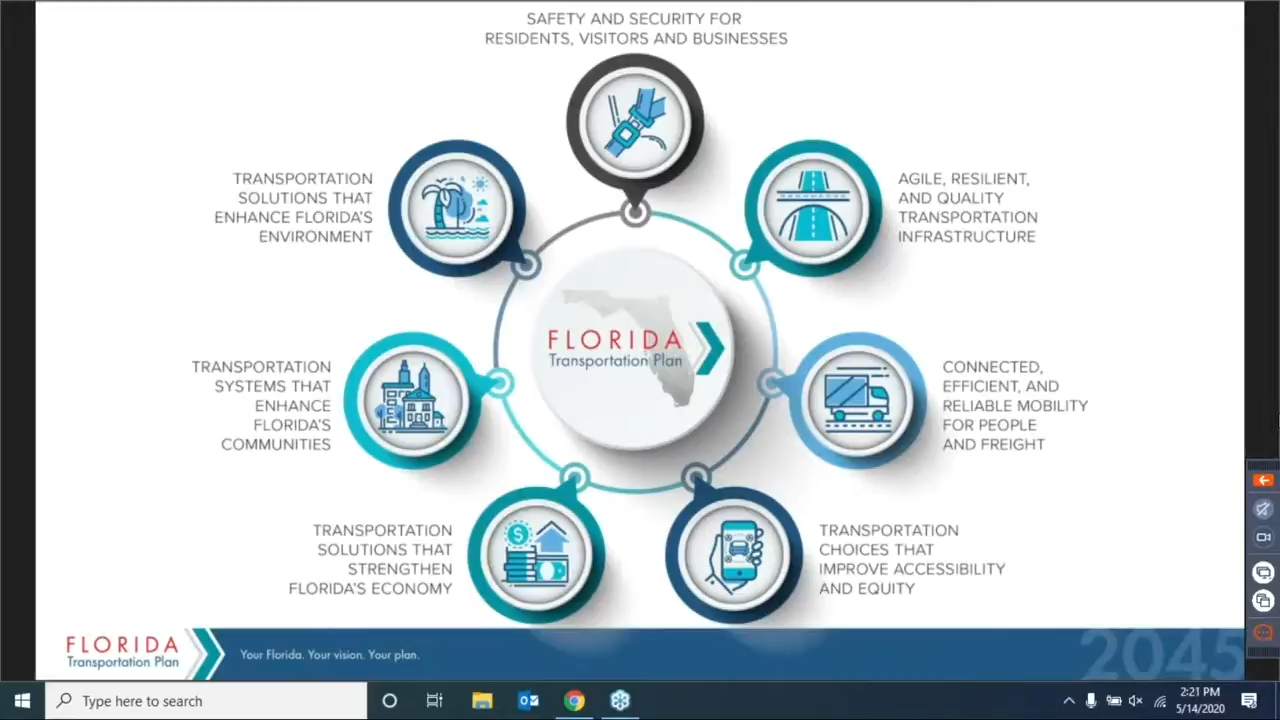 SAFETY AND SECURITY FOR
RESIDENTS, VISITORS AND BUSINESSES
TRANSPORTATION
SOLUTIONS THAT
ENHANCE FLORIDA'S
ENVIRONMENT
AGILE, RESILIENT,
AND QUALITY
TRANSPORTATION
INFRASTRUCTURE
FLORIDA
Transportation Plan
TRANSPORTATION
SYSTEMS THAT
ENHANCE
FLORIDA'S
COMMUNITIES
CONNECTED,
EFFICIENT, AND
RELIABLE MOBILITY
FOR PEOPLE
AND FREIGHT
$
TRANSPORTATION
SOLUTIONS THAT
STRENGTHEN
FLORIDA'S ECONOMY
TRANSPORTATION
CHOICES THAT
IMPROVE ACCESSIBILITY
AND EQUITY
FLORIDA
Transportation Plan
Your Florida. Your vision. Your plan.
2045
Type here to search
2:21 PM
5/14/2020